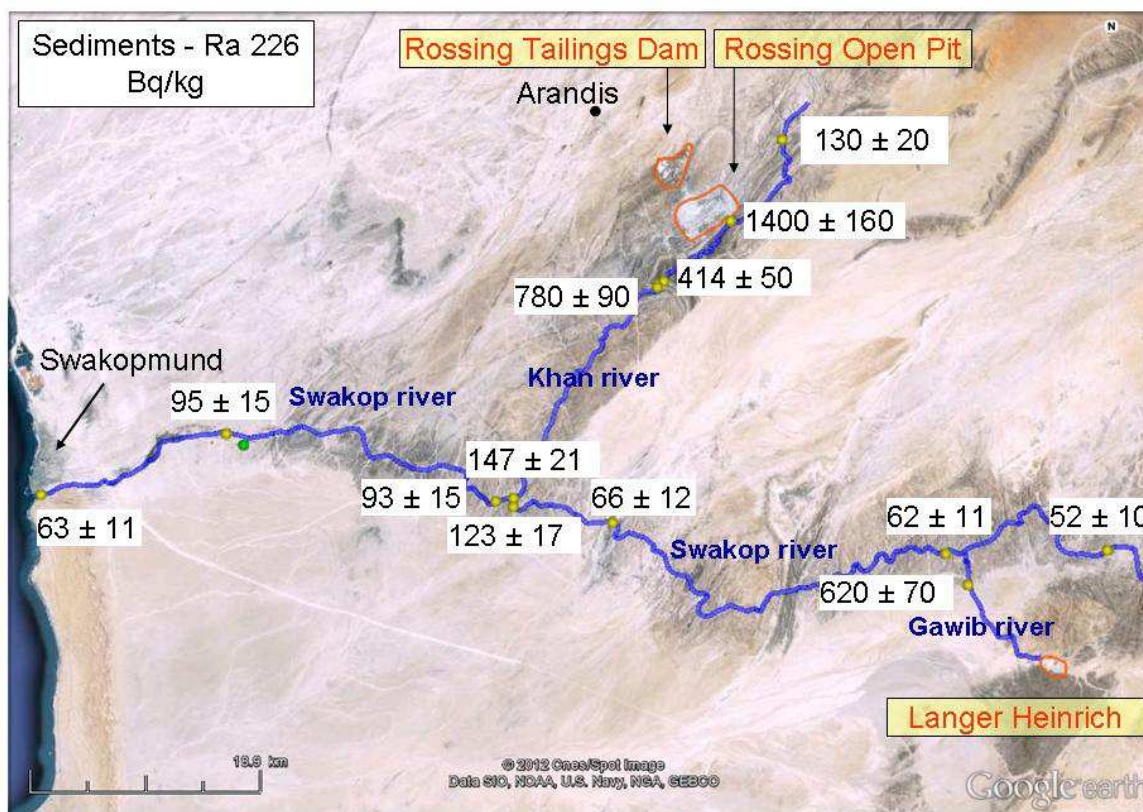 Sediments - Ra 226
Bq/kg
Rossing Tailings Dam
Rossing Open Pit
N
Arandis
130 ± 20
1400 ± 160
414 ± 50
780 ± 90
Khan river
Swakopmund
95 ± 15
Swakop river
147 ± 21
93 ± 15
66 ± 12
63 ± 11
123 ± 17
62 ± 11
52 ± 10
Swakop river
620 ± 70
Gawib river
Langer Heinrich
km
© 2012 Cnes/Spot Image
Data SIO, NOAA, U.S. Navy, NGA, GEBCO
Google earth